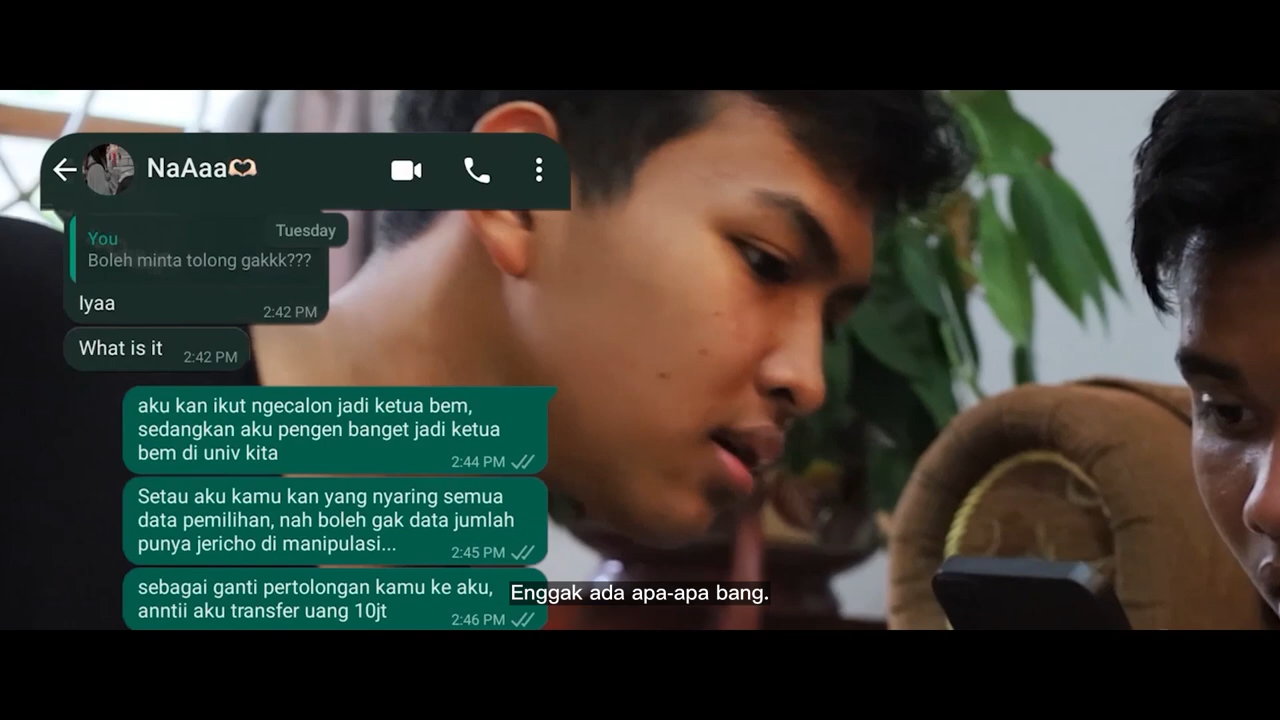 NaAaa🫶🏻
Tuesday
You
Boleh minta tolong gakkk???
Iyaa
2:42 PM
What is it
2:42 PM
aku kan ikut ngecalon jadi ketua bem,
sedangkan aku pengen banget jadi ketua
bem di univ kita
2:44 PM
Setau aku kamu kan yang nyaring semua
data pemilihan, nah boleh gak data jumlah
punya jericho di manipulasi...
2:45 PM
sebagai ganti pertolongan kamu ke aku,
anntii aku transfer uang 10jt
2:46 PM
Enggak ada apa-apa bang.